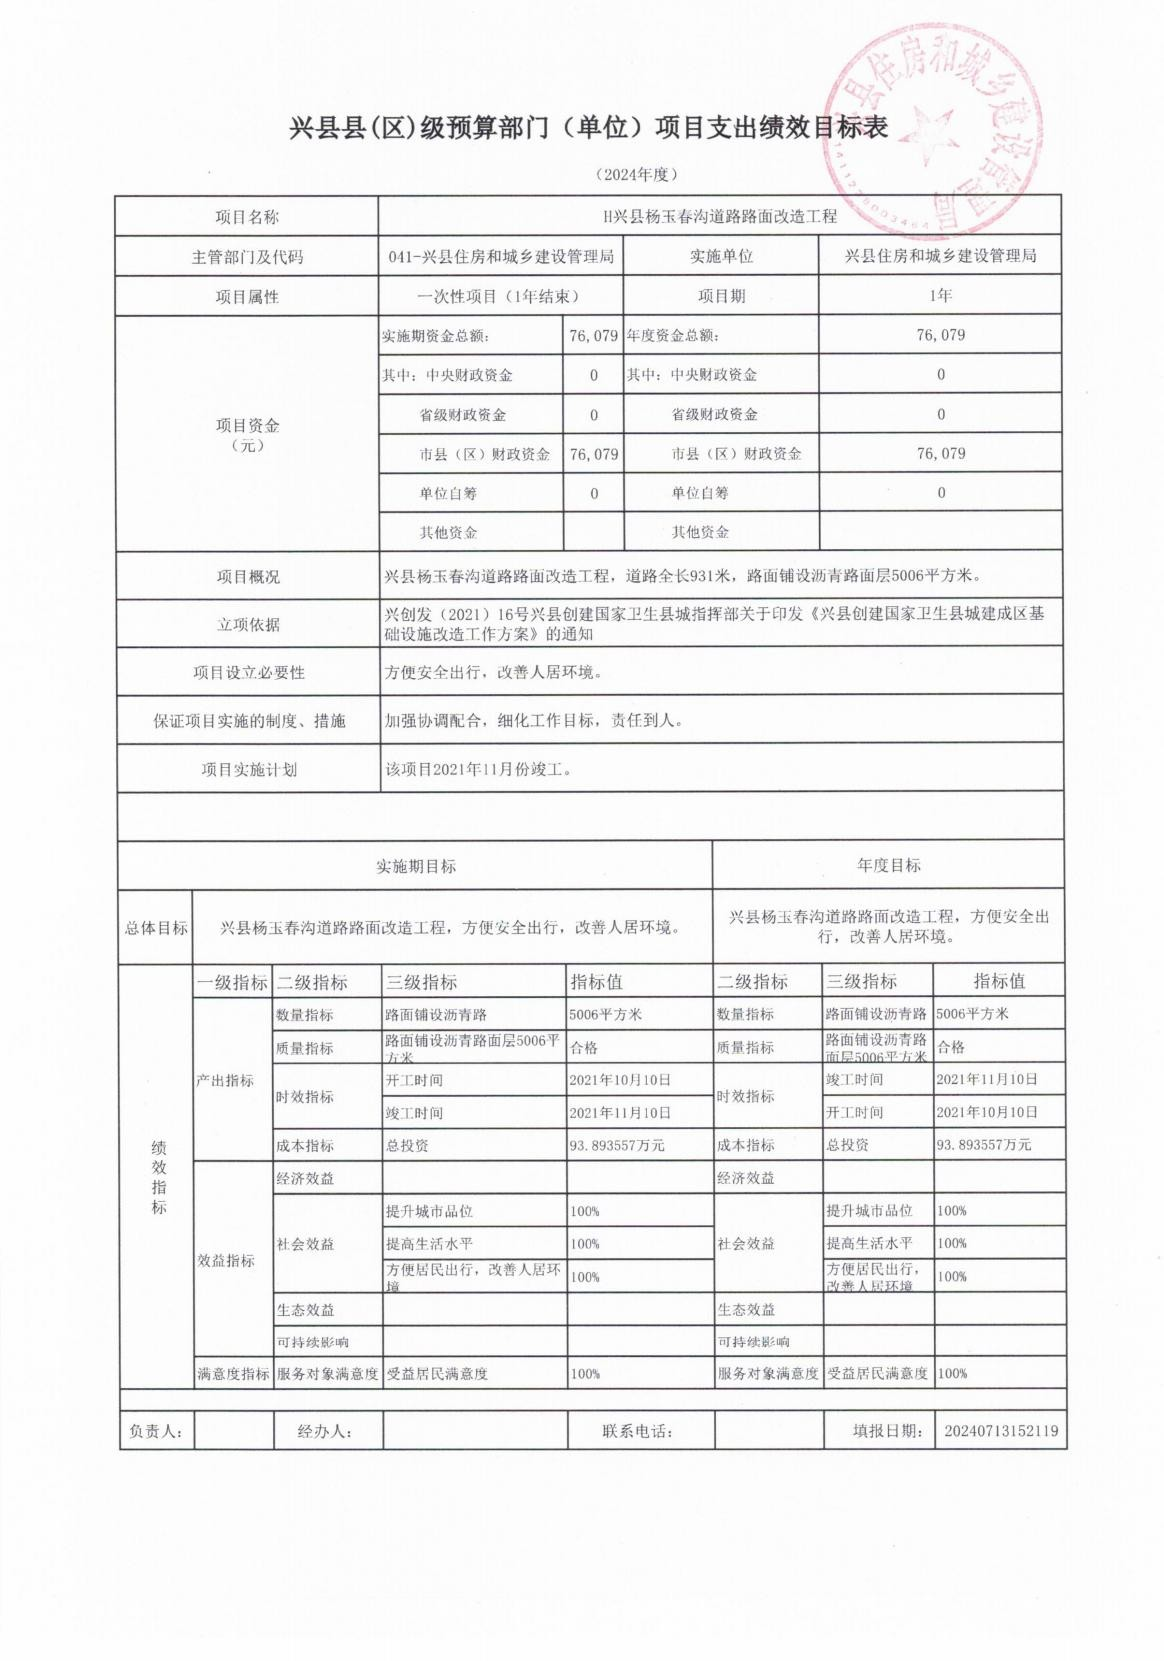 兴县县(区)级预算部门（单位）项目支出绩效目标表
（2024年度）
项目名称 H兴县杨玉春沟道路路面改造工程
主管部门及代码 041-兴县住房和城乡建设管理局 实施单位 兴县住房和城乡建设管理局
项目属性 一次性项目（1年结束） 项目期 1年
项目资金
（元）
实施期资金总额： 76,079 年度资金总额： 76,079
其中：中央财政资金 0 其中：中央财政资金 0
省级财政资金 0 省级财政资金 0
市县（区）财政资金 76,079 市县（区）财政资金 76,079
单位自筹 0 单位自筹 0
其他资金 其他资金
项目概况 兴县杨玉春沟道路路面改造工程，道路全长931米，路面铺设沥青路面层5006平方米。
立项依据 兴创发（2021）16号兴县创建国家卫生县城指挥部关于印发《兴县创建国家卫生县城建成区基
础设施改造工作方案》的通知
项目设立必要性 方便安全出行，改善人居环境。
保证项目实施的制度、措施 加强协调配合，细化工作目标，责任到人。
项目实施计划 该项目2021年11月份竣工。
实施期目标 年度目标
总体目标 兴县杨玉春沟道路路面改造工程，方便安全出行，改善人居环境。 兴县杨玉春沟道路路面改造工程，方便安全出
行，改善人居环境。
绩效指标
一级指标 二级指标 三级指标 指标值 二级指标 三级指标 指标值
产出指标
数量指标 路面铺设沥青路 5006平方米 数量指标 路面铺设沥青路 5006平方米
质量指标 路面铺设沥青路面层5006平
方米 合格 质量指标 路面铺设沥青路
面层5006平方米 合格
时效指标 开工时间 2021年10月10日 时效指标 竣工时间 2021年11月10日
竣工时间 2021年11月10日 开工时间 2021年10月10日
成本指标 总投资 93.893557万元 成本指标 总投资 93.893557万元
效益指标
经济效益 经济效益
社会效益 提升城市品位 100% 社会效益 提升城市品位 100%
提高生活水平 100% 提高生活水平 100%
方便居民出行，改善人居环
境 100% 方便居民出行，
改善人居环境 100%
生态效益 生态效益
可持续影响 可持续影响
满意度指标 服务对象满意度 受益居民满意度 100% 服务对象满意度 受益居民满意度 100%
负责人： 经办人： 联系电话： 填报日期： 20240713152119
兴县住房和城乡建设管理局